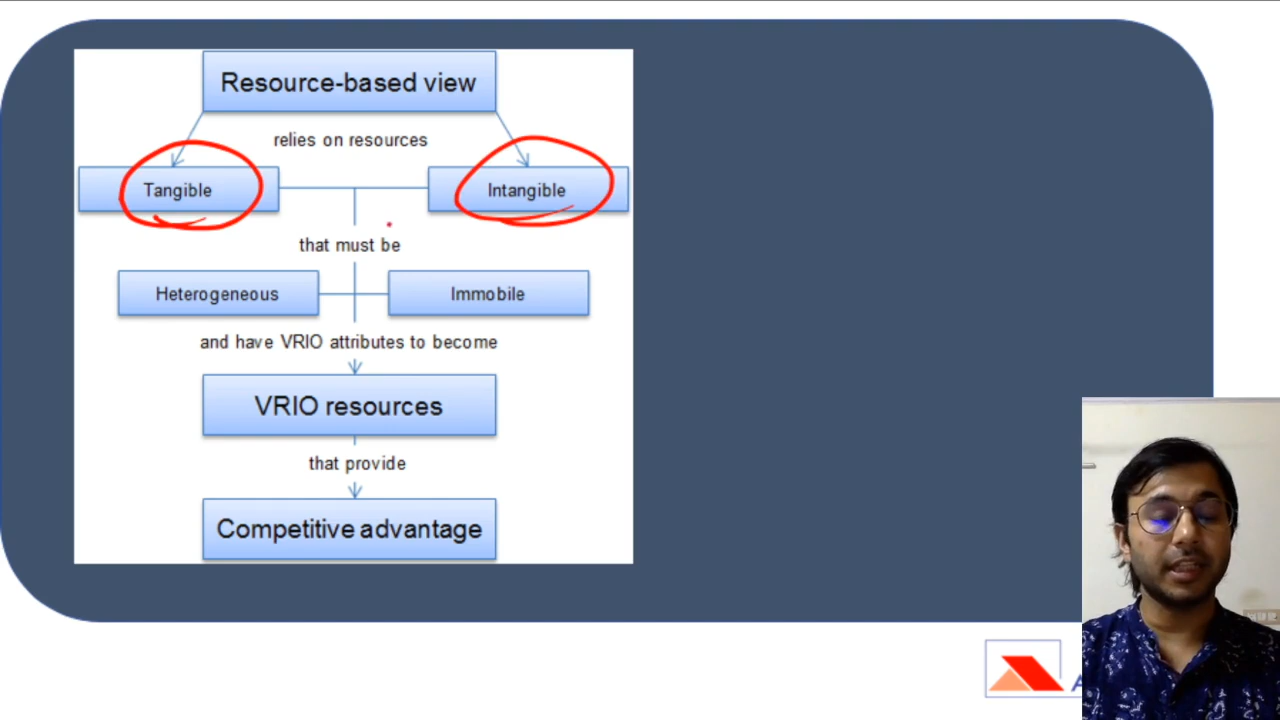 Resource-based view
relies on resources
Tangible
Intangible
that must be
Heterogeneous
Immobile
and have VRIO attributes to become
VRIO resources
that provide
Competitive advantage